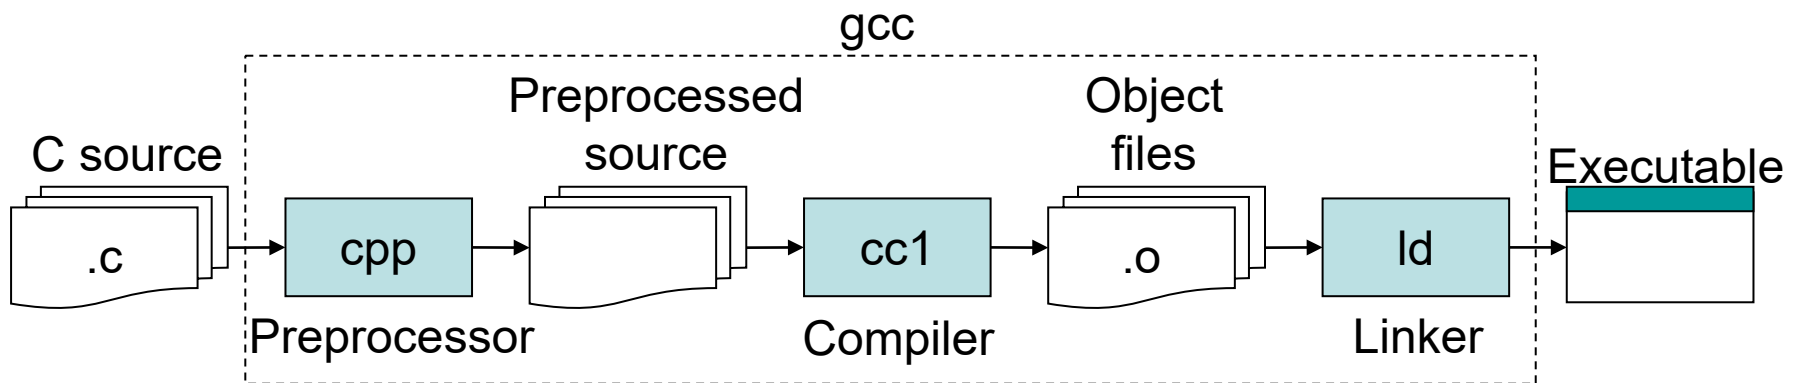 gcc
Preprocessed
source
Object
files
C source
Executable
.c
cpp
cc1
.o
ld
Preprocessor
Compiler
Linker